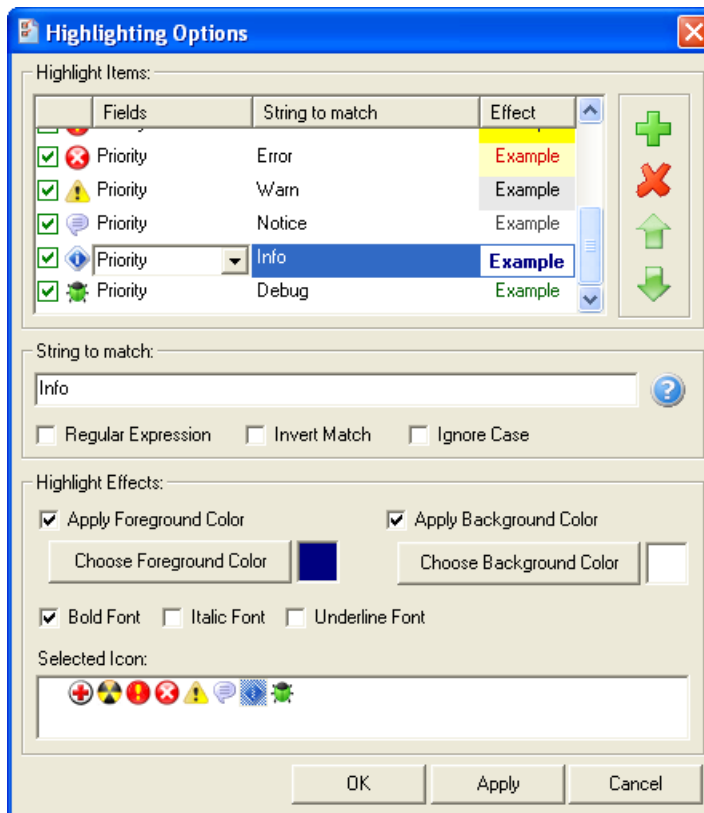 Highlighting Options
Highlight Items:
Fields String to match Effect
Priority Error Example
Priority Warn Example
Priority Notice Example
Priority Info Example
Priority Debug Example
String to match:
Info
Regular Expression Invert Match Ignore Case
Highlight Effects:
Apply Foreground Color Apply Background Color
Choose Foreground Color Choose Background Color
Bold Font Italic Font Underline Font
Selected Icon:
OK Apply Cancel